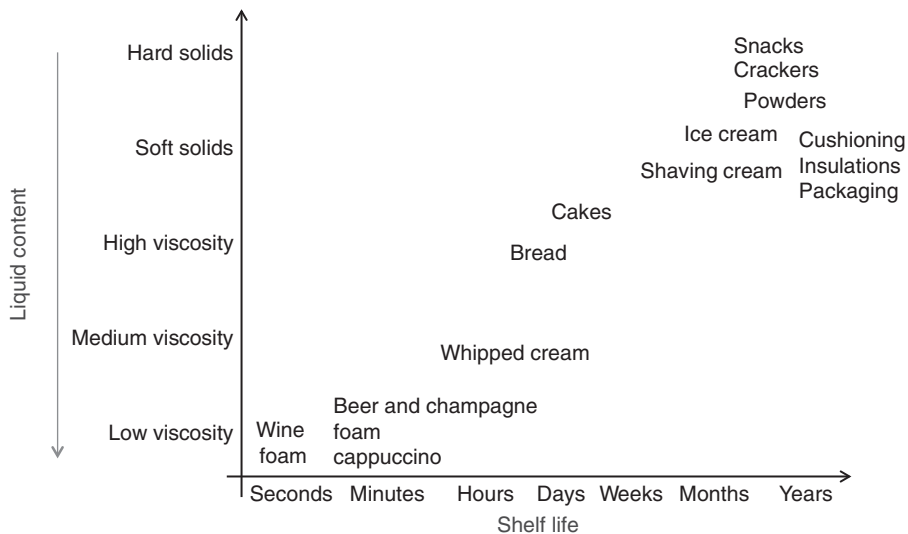 Hard solids
Soft solids
High viscosity
Medium viscosity
Low viscosity
Liquid content
Snacks
Crackers
Powders
Ice cream
Cushioning
Insulations
Packaging
Shaving cream
Cakes
Bread
Whipped cream
Beer and champagne
foam
cappuccino
Wine
foam
Seconds Minutes Hours Days Weeks Months Years
Shelf life